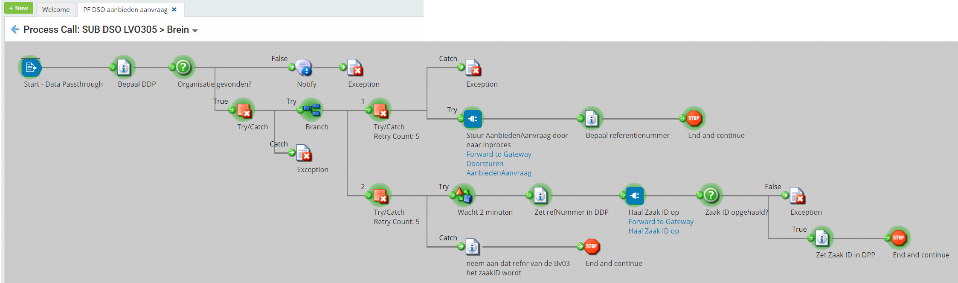 + New
Welcome
PF DSO aanbieden aanvraag ×
Process Call: SUB DSO LVO305 > Brein
Start - Data Passthrough
Bepaal DDP
Organisatie gevonden?
False
Notify
Exception
True
Try/Catch
Try
Branch
Catch
Exception
1
Try/Catch
Retry Count: 5
Catch
Exception
Try
Stuur AanbiedenAanvraag door
naar Inproces
Forward to Gateway
Doorsturen
AanbiedenAanvraag
Bepaal referentienummer
STOP
End and continue
2
Try/Catch
Retry Count: 5
Try
Wacht 2 minuten
Zet refNummer in DDP
Haal Zaak ID op
Forward to Gateway
Haal Zaak ID op
Zaak ID opgehaald?
False
Exception
True
Zet Zaak ID in DPP
STOP
End and continue
Catch
neem aan dat refnr van de Bv03
het zaakID wordt
STOP
End and continue